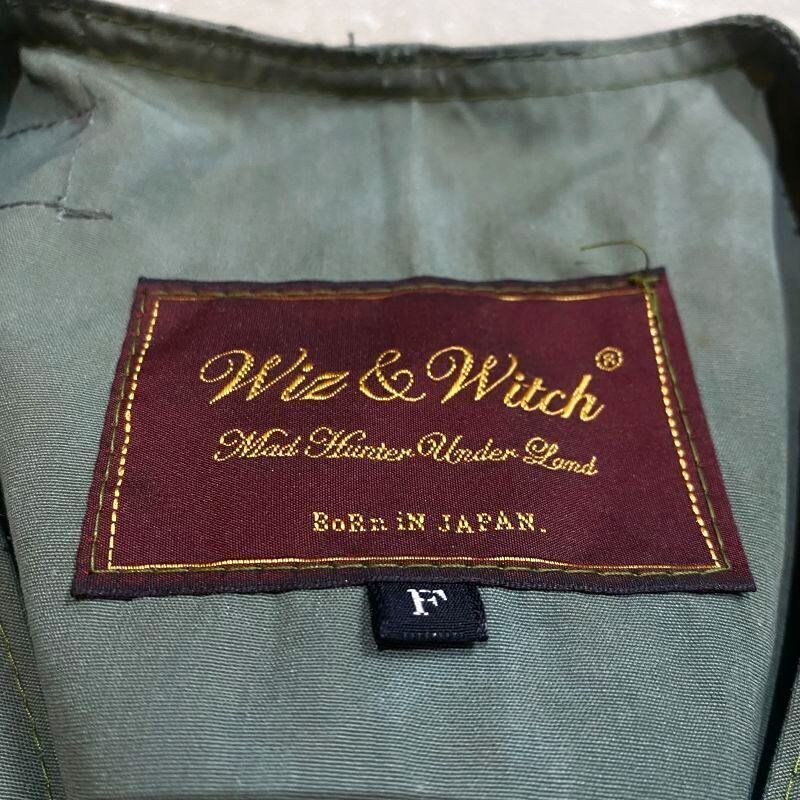 Wiz & Witch®
Mad Hunter Under Land
BoRn iN JAPAN.
F